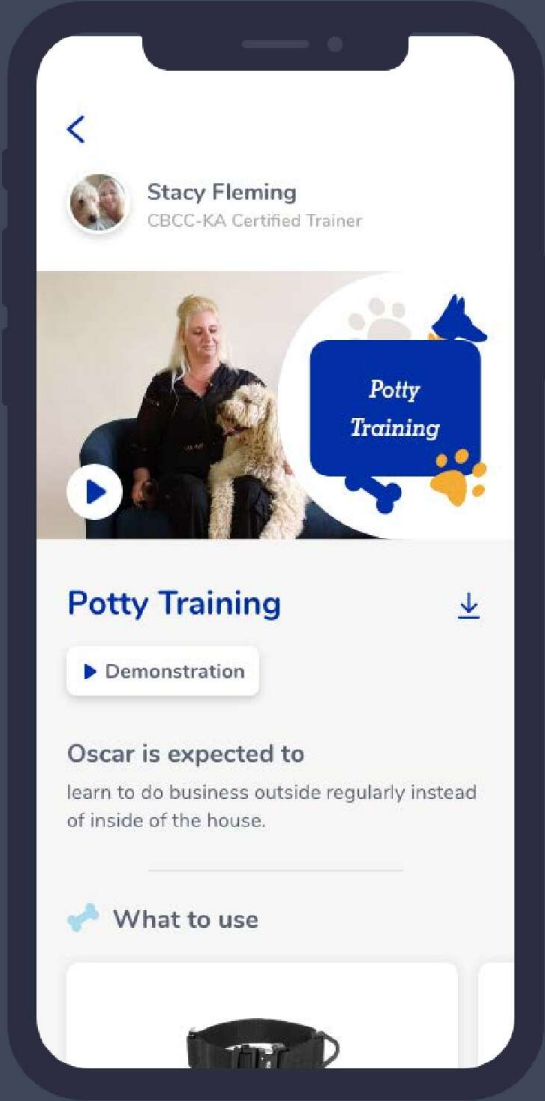 Stacy Fleming
CBCC-KA Certified Trainer
Potty
Training
Potty Training
Demonstration
Oscar is expected to
learn to do business outside regularly instead
of inside of the house.
What to use